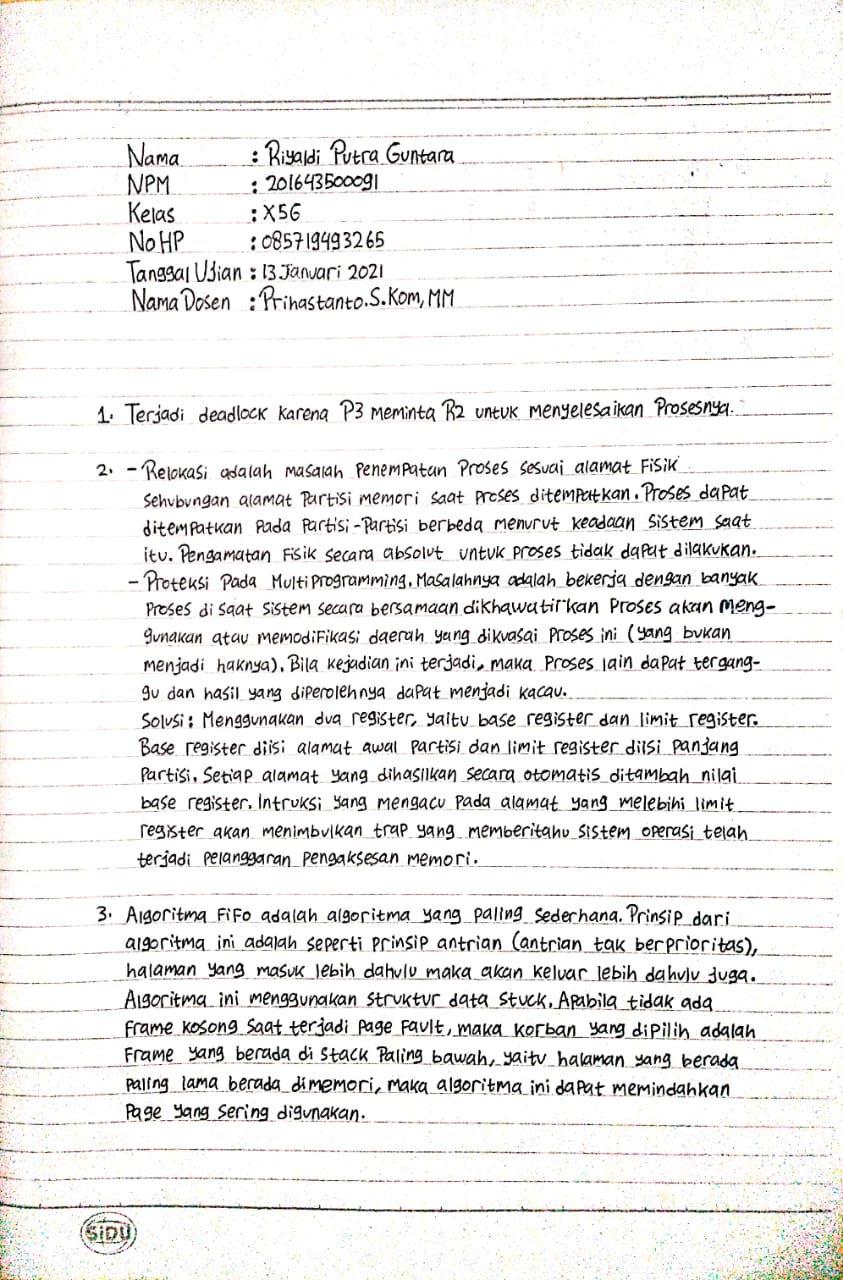 Nama : Riyaldi Putra Guntara
NPM : 201643500091
Kelas : X5G
No HP : 085719493265
Tanggal Ujian : 13 Januari 2021
Nama Dosen : Prihastanto.S.Kom, MM
1. Terjadi deadlock karena P3 meminta R2 untuk menyelesaikan Prosesnya.
2. - Relokasi adalah masalah Penempatan Proses sesuai alamat Fisik
sehubungan alamat Partisi memori saat Proses ditempatkan. Proses dapat
ditempatkan Pada Partisi-Partisi berbeda menurut keadaan sistem saat
itu. Pengamatan Fisik secara absolut untuk Proses tidak dapat dilakukan.
- Proteksi Pada Multiprogramming. Masalahnya adalah bekerja dengan banyak
Proses di saat sistem secara bersamaan dikhawatirkan Proses akan meng-
gunakan atau memodifikasi daerah yang dikuasai Proses ini (yang bukan
menjadi haknya). Bila kejadian ini terjadi, maka Proses lain dapat tergang-
gu dan hasil yang diperolehnya dapat menjadi kacau.
Solusi : Menggunakan dua register, yaitu base register dan limit register.
Base register diisi alamat awal Partisi dan limit register diisi Panjang
Partisi. Setiap alamat yang dihasilkan secara otomatis ditambah nilai
base register. Intruksi yang mengacu Pada alamat yang melebihi limit
register akan menimbulkan trap yang memberitahu sistem operasi telah
terjadi Pelanggaran Pengaksesan memori.
3. Algoritma FiFo adalah algoritma yang Paling sederhana. Prinsip dari
algoritma ini adalah seperti Prinsip antrian (antrian tak berprioritas),
halaman yang masuk lebih dahulu maka akan keluar lebih dahulu juga.
Algoritma ini menggunakan struktur data stuck. Apabila tidak ada
Frame kosong saat terjadi Page Fault, maka korban yang dipilih adalah
Frame yang berada di stack Paling bawah, yaitu halaman yang berada
Paling lama berada dimemori, maka algoritma ini dapat memindahkan
Page yang sering digunakan.
SiDU